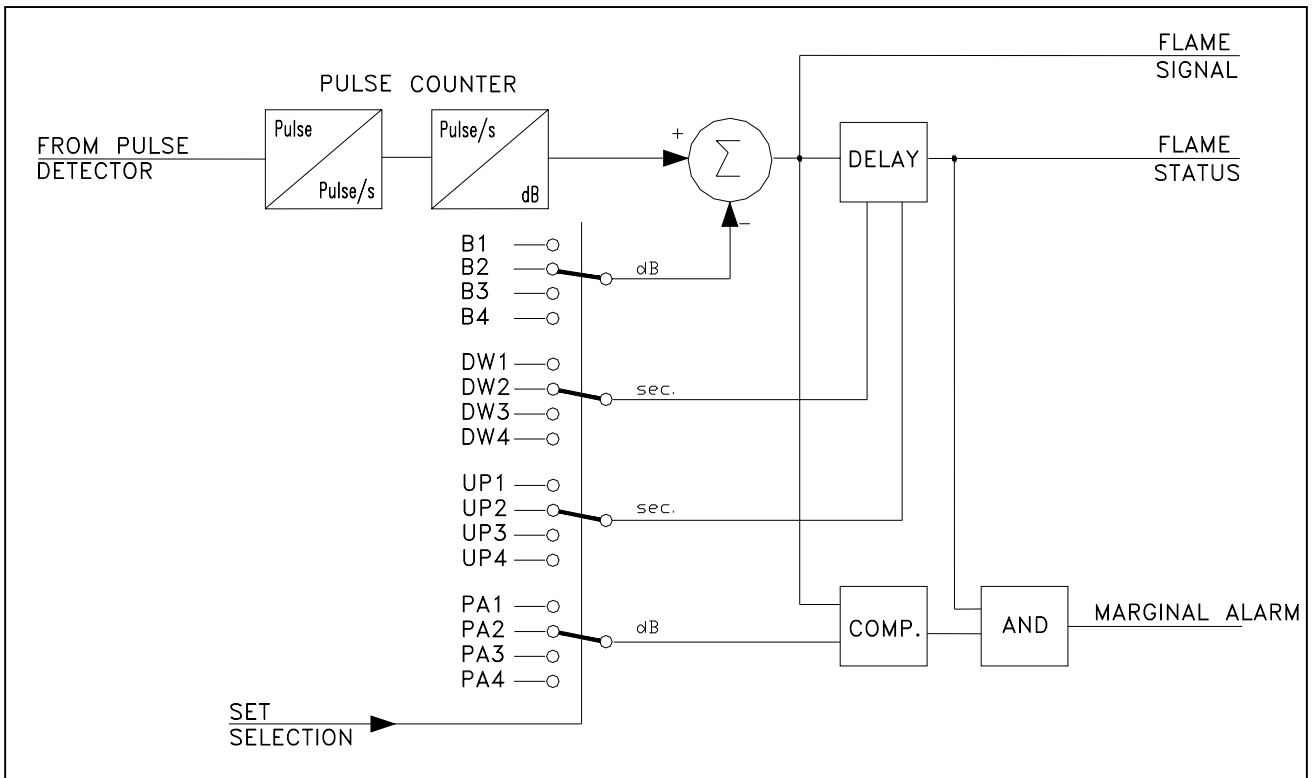 FLAME
SIGNAL
PULSE COUNTER
Pulse
Pulse/s
Pulse/s
dB
+
Σ
FROM PULSE
DETECTOR
DELAY
FLAME
STATUS
–
B1
B2
B3
B4
dB
DW1
DW2
DW3
DW4
sec.
UP1
UP2
UP3
UP4
sec.
PA1
PA2
PA3
PA4
dB
COMP.
AND
MARGINAL ALARM
SET
SELECTION